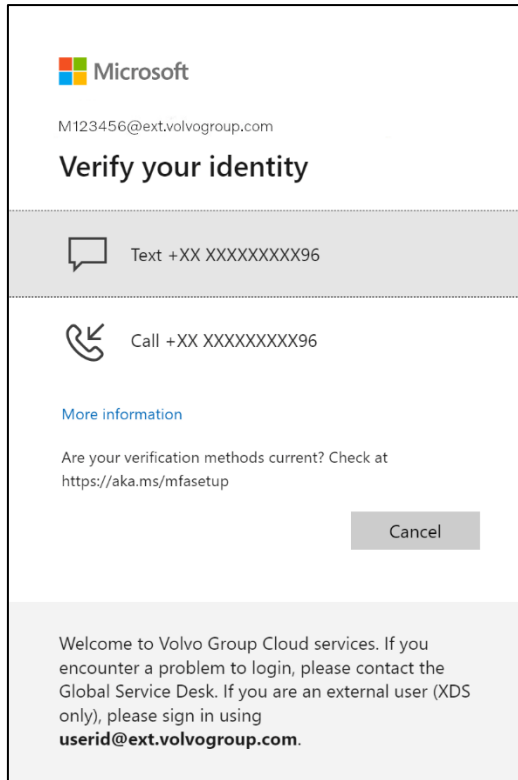 Microsoft
M123456@ext.volvogroup.com
Verify your identity
Text +XX XXXXXXXXX96
Call +XX XXXXXXXXX96
More information
Are your verification methods current? Check at
https://aka.ms/mfasetup
Cancel
Welcome to Volvo Group Cloud services. If you
encounter a problem to login, please contact the
Global Service Desk. If you are an external user (XDS
only), please sign in using
userid@ext.volvogroup.com.